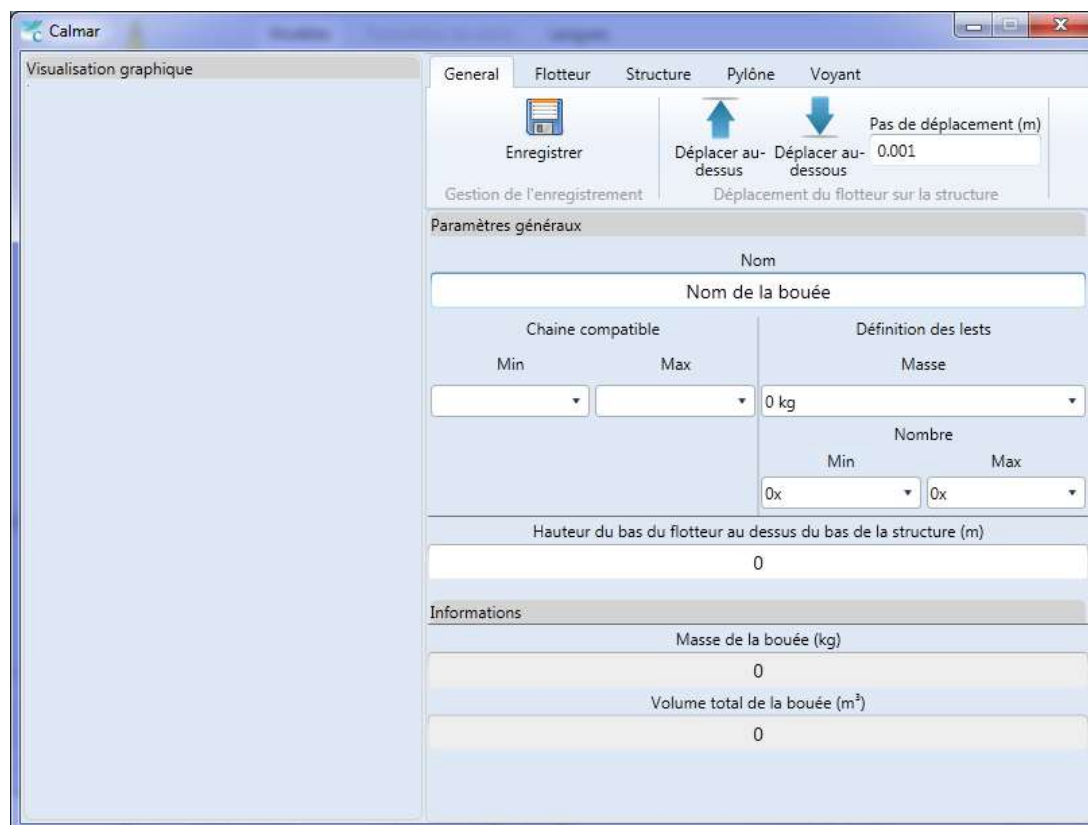 Calmar
Visualisation graphique
General Flotteur Structure Pylône Voyant
Enregistrer
Gestion de l'enregistrement
Déplacer au-dessus
Déplacer au-dessous
Pas de déplacement (m)
0.001
Déplacement du flotteur sur la structure
Paramètres généraux
Nom
Nom de la bouée
Chaine compatible
Min Max
Définition des lests
Masse
0 kg
Nombre
Min Max
0x 0x
Hauteur du bas du flotteur au dessus du bas de la structure (m)
0
Informations
Masse de la bouée (kg)
0
Volume total de la bouée (m³)
0